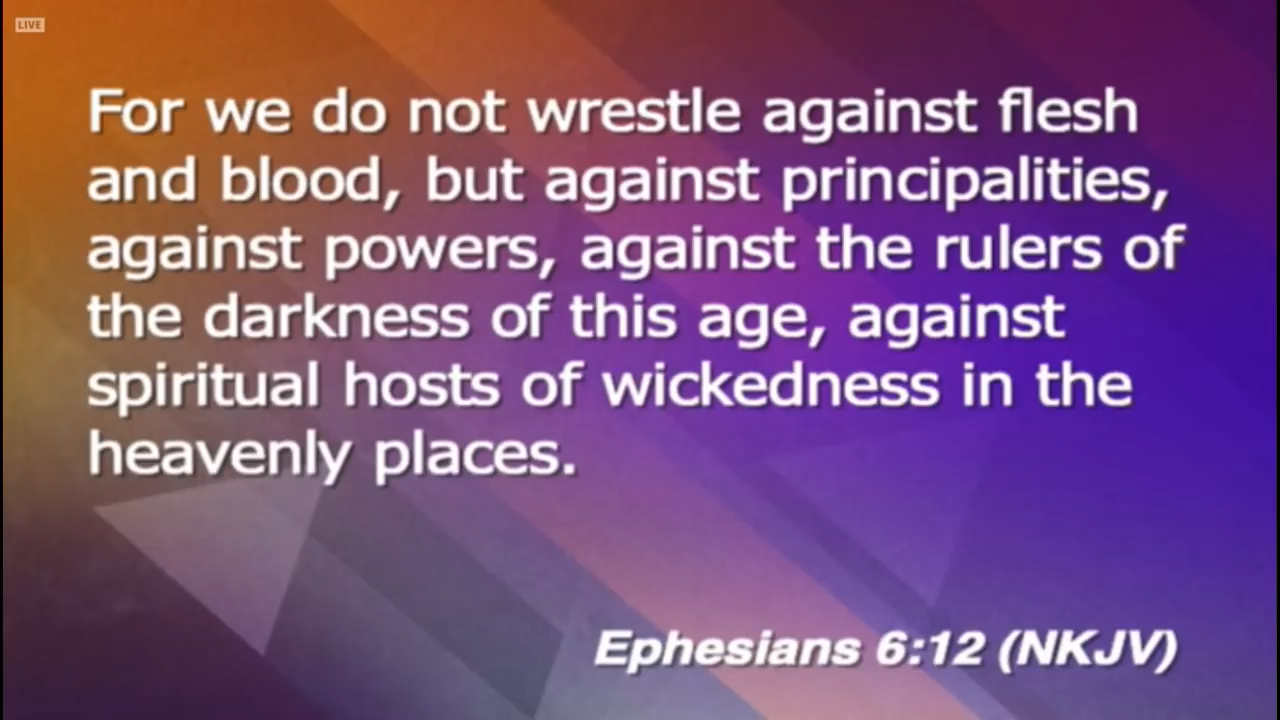 LIVE
For we do not wrestle against flesh
and blood, but against principalities,
against powers, against the rulers of
the darkness of this age, against
spiritual hosts of wickedness in the
heavenly places.
Ephesians 6:12 (NKJV)